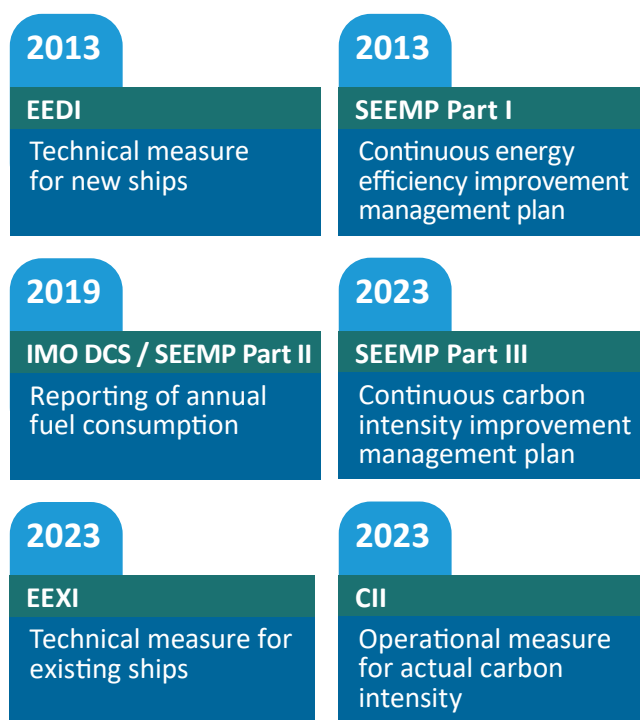 2013
EEDI
Technical measure
for new ships
2013
SEEMP Part I
Continuous energy
efficiency improvement
management plan
2019
IMO DCS / SEEMP Part II
Reporting of annual
fuel consumption
2023
SEEMP Part III
Continuous carbon
intensity improvement
management plan
2023
EEXI
Technical measure for
existing ships
2023
CII
Operational measure
for actual carbon
intensity